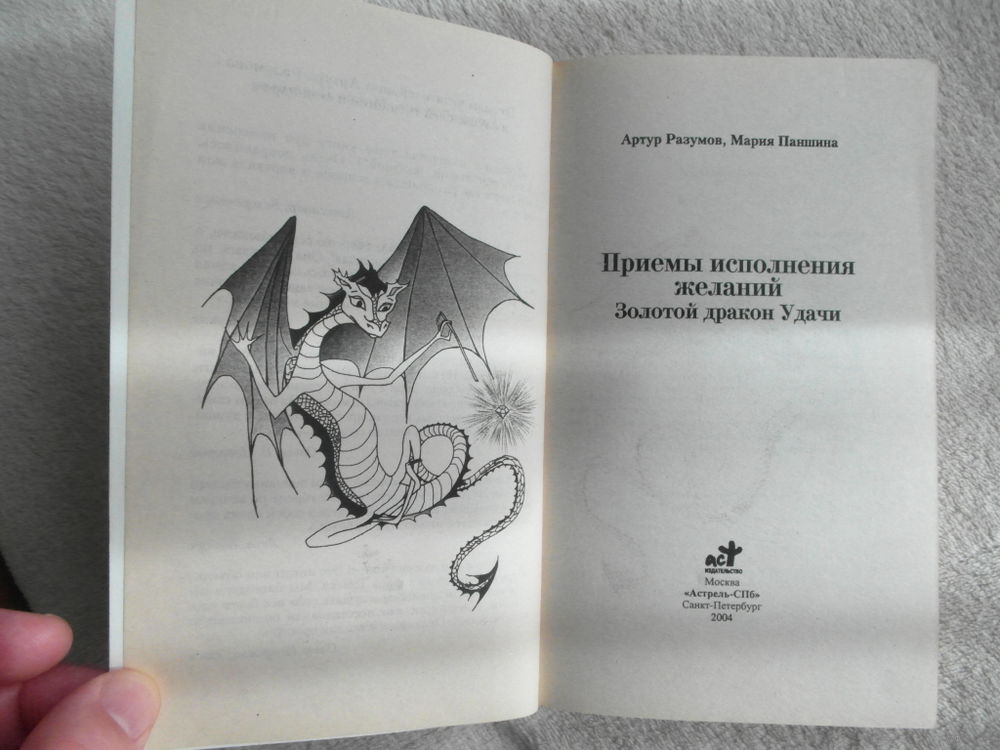 Артур Разумов, Мария Паншина
Приемы исполнения
желаний
Золотой дракон Удачи
аст
ИЗДАТЕЛЬСТВО
Москва
«Астрель-СПб»
Санкт-Петербург
2004